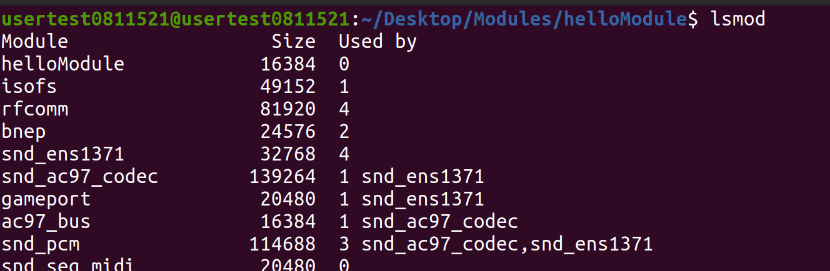 usertest0811521@usertest0811521:~/Desktop/Modules/helloModule$ lsmod
Module                  Size  Used by
helloModule            16384  0
isofs                  49152  1
rfcomm                 81920  4
bnep                   24576  2
snd_ens1371            32768  4
snd_ac97_codec        139264  1 snd_ens1371
gameport               20480  1 snd_ens1371
ac97_bus               16384  1 snd_ac97_codec
snd_pcm               114688  3 snd_ac97_codec,snd_ens1371
snd_seq_midi           20480  0